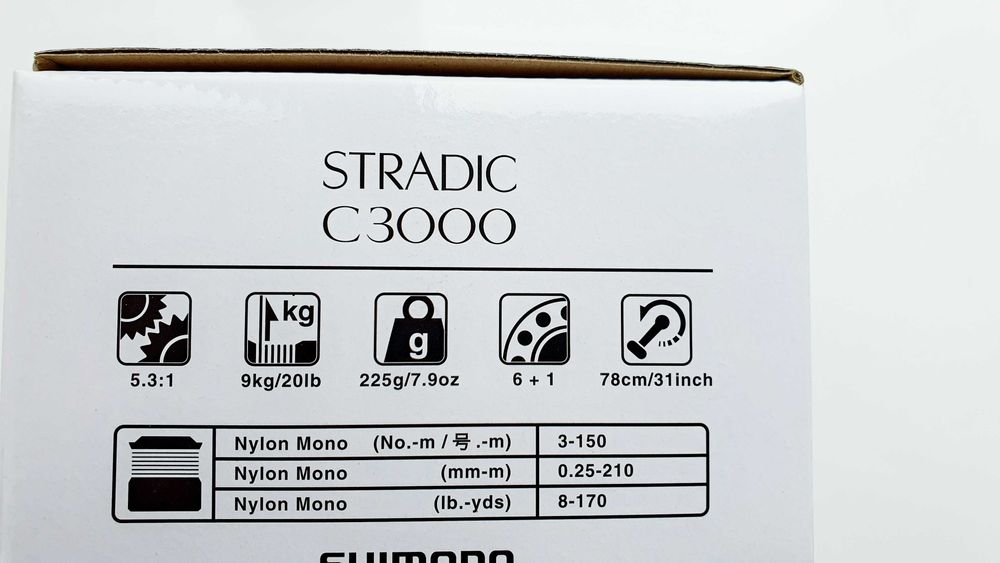 STRADIC
C3000
kg
g
5.3:1 9kg/20lb 225g/7.9oz 6 + 1 78cm/31inch
Nylon Mono (No.-m / 号.-m) 3-150
Nylon Mono (mm-m) 0.25-210
Nylon Mono (lb.-yds) 8-170
SHIMANO